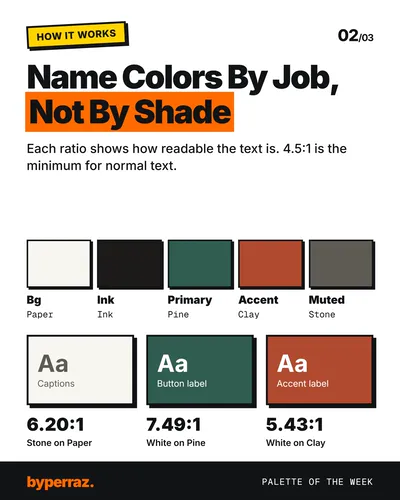 HOW IT WORKS
02/03
Name Colors By Job,
Not By Shade
Each ratio shows how readable the text is. 4.5:1 is the
minimum for normal text.
Bg
Paper
Ink
Ink
Primary
Pine
Accent
Clay
Muted
Stone
Aa
Captions
Aa
Button label
Aa
Accent label
6.20:1
Stone on Paper
7.49:1
White on Pine
5.43:1
White on Clay
byperraz.
PALETTE OF THE WEEK